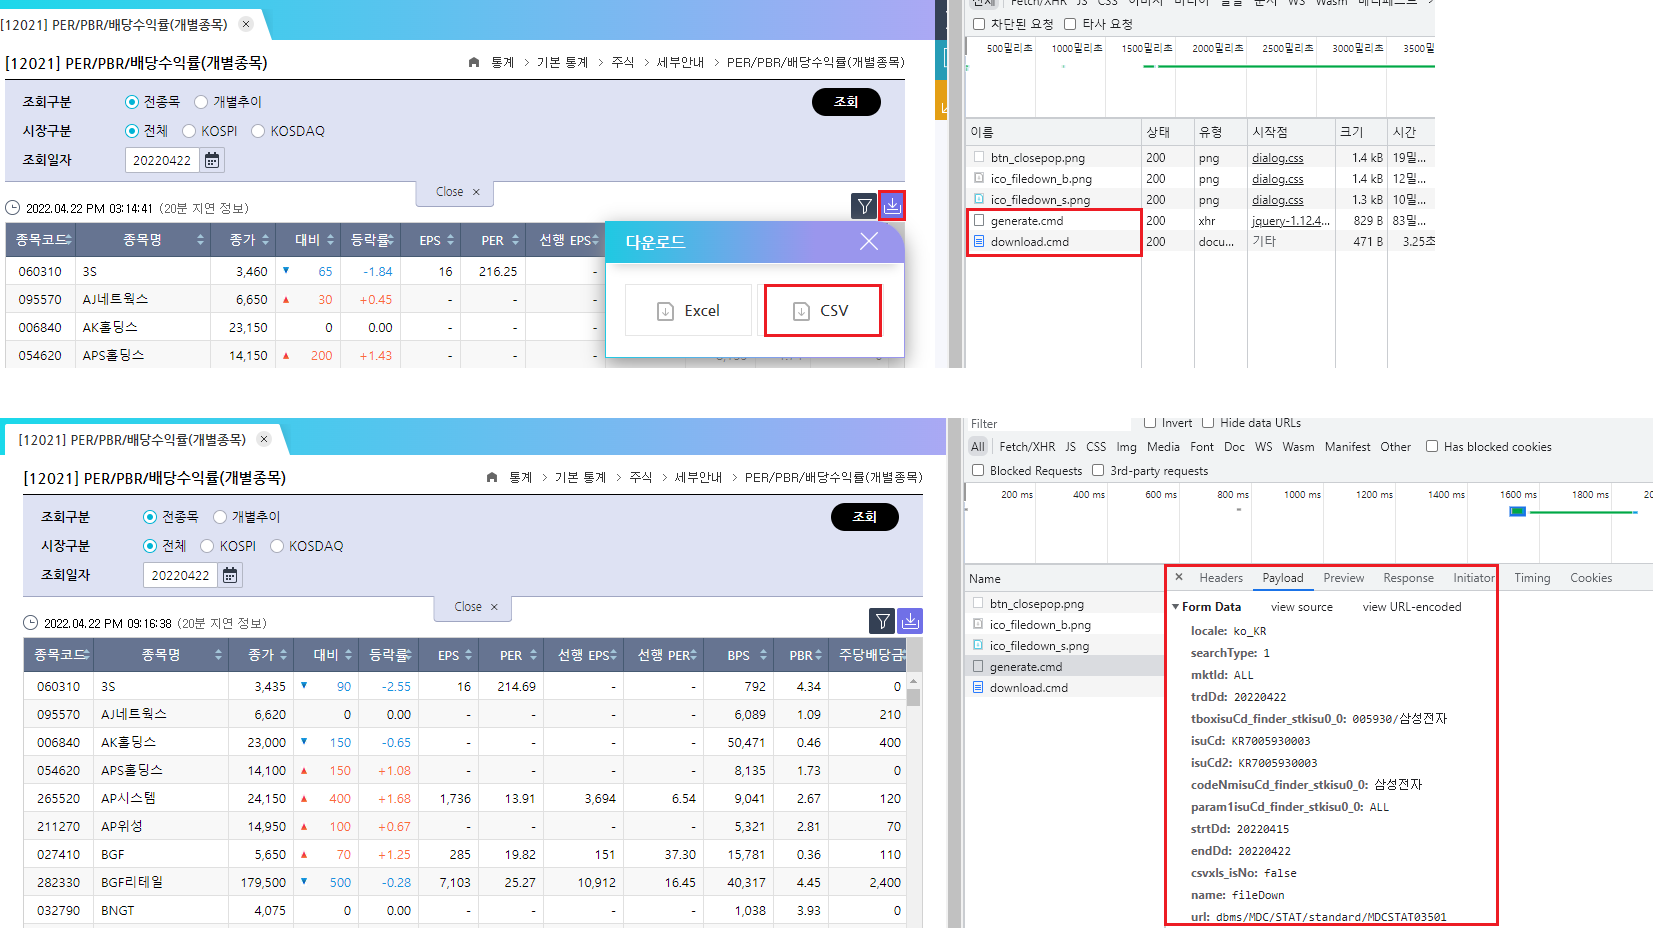 [12021] PER/PBR/배당수익률(개별종목) ×
[12021] PER/PBR/배당수익률(개별종목)
통계 > 기본 통계 > 주식 > 세부안내 > PER/PBR/배당수익률(개별종목)
조회구분 전종목 개별추이 조회
시장구분 전체 KOSPI KOSDAQ
조회일자 20220422
Close ×
2022.04.22 PM 03:14:41 (20분 지연 정보)
종목코드 종목명 종가 대비 등락률 EPS PER 선행 EPS
060310 3S 3,460 ▼ 65 -1.84 16 216.25 -
095570 AJ네트웍스 6,650 ▲ 30 +0.45 - - -
006840 AK홀딩스 23,150 0 0.00 - - -
054620 APS홀딩스 14,150 ▲ 200 +1.43 - - -
다운로드
Excel CSV
전체 Fetch/XHR JS CSS 이미지 미디어 글꼴 문서 WS Wasm 매니페스트
차단된 요청 타사 요청
500밀리초 1000밀리초 1500밀리초 2000밀리초 2500밀리초 3000밀리초 3500밀
이름 상태 유형 시작점 크기 시간
btn_closepop.png 200 png dialog.css 1.4 kB 19밀...
ico_filedown_b.png 200 png dialog.css 1.4 kB 12밀...
ico_filedown_s.png 200 png dialog.css 1.3 kB 10밀...
generate.cmd 200 xhr jquery-1.12.4... 829 B 83밀...
download.cmd 200 docu... 기타 471 B 3.25초
[12021] PER/PBR/배당수익률(개별종목) ×
[12021] PER/PBR/배당수익률(개별종목)
통계 > 기본 통계 > 주식 > 세부안내 > PER/PBR/배당수익률(개별종목)
조회구분 전종목 개별추이 조회
시장구분 전체 KOSPI KOSDAQ
조회일자 20220422
Close ×
2022.04.22 PM 09:16:38 (20분 지연 정보)
종목코드 종목명 종가 대비 등락률 EPS PER 선행 EPS 선행 PER BPS PBR 주당배당금
060310 3S 3,435 ▼ 90 -2.55 16 214.69 - - 792 4.34 0
095570 AJ네트웍스 6,620 0 0.00 - - - - 6,089 1.09 210
006840 AK홀딩스 23,000 ▼ 150 -0.65 - - - - 50,471 0.46 400
054620 APS홀딩스 14,100 ▲ 150 +1.08 - - - - 8,135 1.73 0
265520 AP시스템 24,150 ▲ 400 +1.68 1,736 13.91 3,694 6.54 9,041 2.67 120
211270 AP위성 14,950 ▲ 100 +0.67 - - - - 5,321 2.81 70
027410 BGF 5,650 ▲ 70 +1.25 285 19.82 151 37.30 15,781 0.36 110
282330 BGF리테일 179,500 ▼ 500 -0.28 7,103 25.27 10,912 16.45 40,317 4.45 2,400
032790 BNGT 4,075 0 0.00 - - - - 1,038 3.93 0
Filter Invert Hide data URLs
All Fetch/XHR JS CSS Img Media Font Doc WS Wasm Manifest Other Has blocked cookies
Blocked Requests 3rd-party requests
200 ms 400 ms 600 ms 800 ms 1000 ms 1200 ms 1400 ms 1600 ms 1800 ms 20
Name
btn_closepop.png
ico_filedown_b.png
ico_filedown_s.png
generate.cmd
download.cmd
× Headers Payload Preview Response Initiator Timing Cookies
▼ Form Data view source view URL-encoded
locale: ko_KR
searchType: 1
mktId: ALL
trdDd: 20220422
tboxisuCd_finder_stkisu0_0: 005930/삼성전자
isuCd: KR7005930003
isuCd2: KR7005930003
codeNmisuCd_finder_stkisu0_0: 삼성전자
param1isuCd_finder_stkisu0_0: ALL
strtDd: 20220415
endDd: 20220422
csvxls_isNo: false
name: fileDown
url: dbms/MDC/STAT/standard/MDCSTAT03501